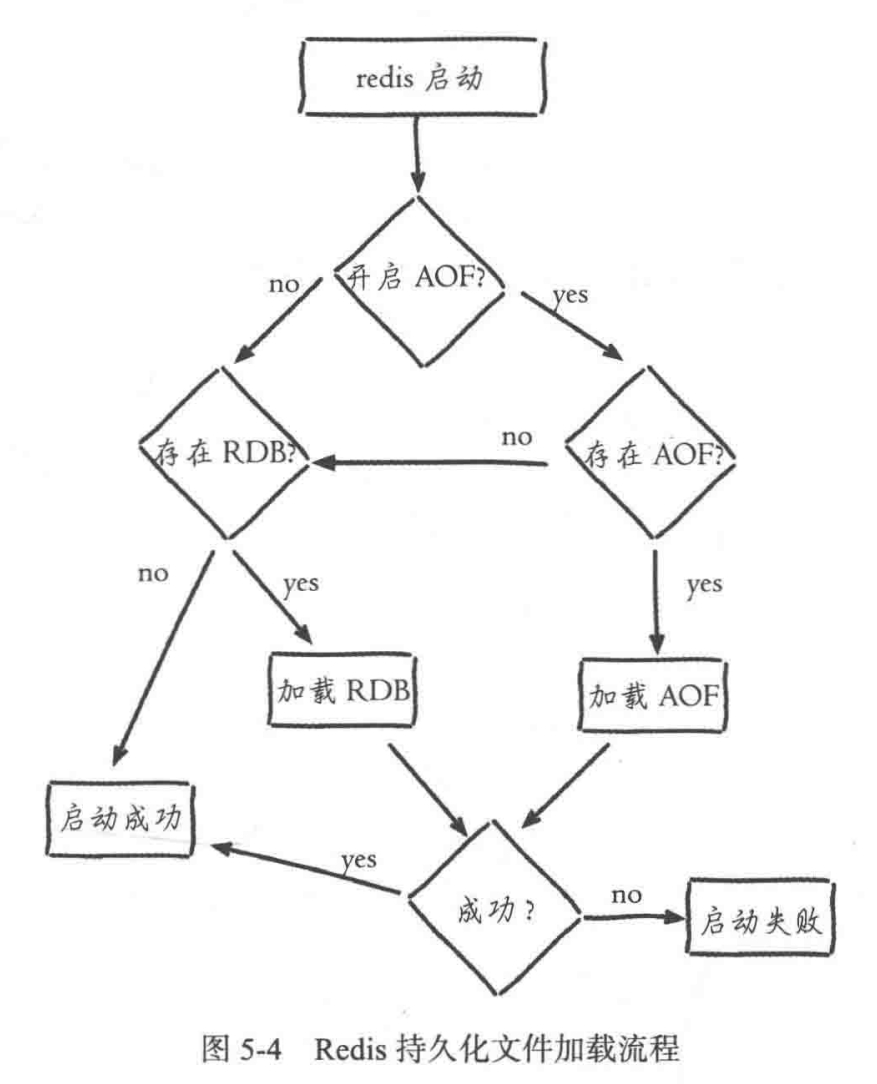 redis 启动
开启 AOF?
no
yes
存在 RDB?
no
存在 AOF?
no
yes
yes
加载 RDB
加载 AOF
启动成功
yes
成功?
no
启动失败
图 5-4 Redis 持久化文件加载流程